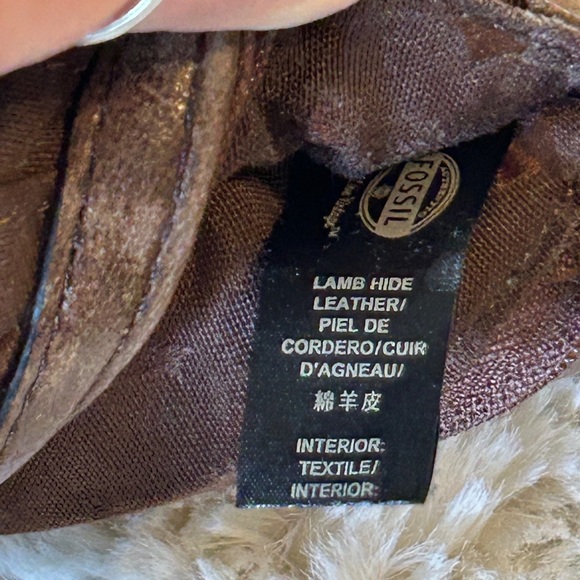 FOSSIL
LAMB HIDE
LEATHER/
PIEL DE
CORDERO/CUIR
D'AGNEAU/
綿羊皮
INTERIOR:
TEXTILE/
INTERIOR: